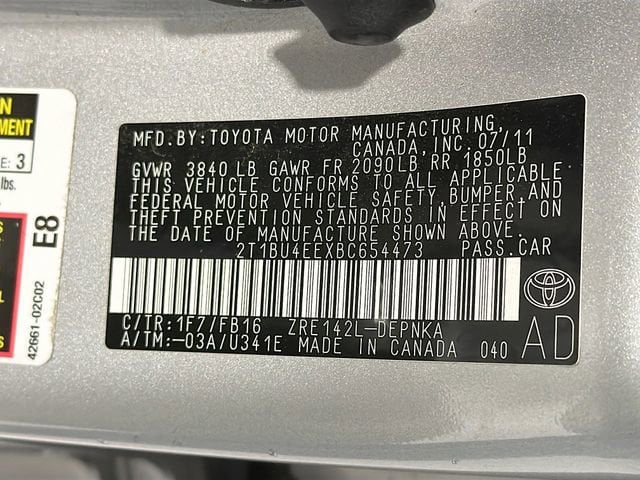 N
MENT
E: 3
lbs.
E8
42661-02C02
MFD.BY:TOYOTA MOTOR MANUFACTURING,
CANADA,INC.07/11
GVWR 3840 LB GAWR FR 2090LB,RR 1850LB
THIS VEHICLE CONFORMS TO ALL APPLICABLE
FEDERAL MOTOR VEHICLE SAFETY,BUMPER AND
THEFT PREVENTION STANDARDS IN EFFECT ON
THE DATE OF MANUFACTURE SHOWN ABOVE.
2T1BU4EEXBC654473 PASS.CAR
C/TR:1F7/FB16 ZRE142L-DEPNKA
A/TM:-03A/U341E MADE IN CANADA 040
AD